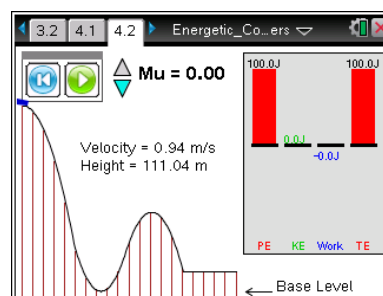 3.2 4.1 4.2 Energetic_Co...ers
Mu = 0.00
Velocity = 0.94 m/s
Height = 111.04 m
100.0J 100.0J
0.0J
-0.0J
PE KE Work TE
Base Level